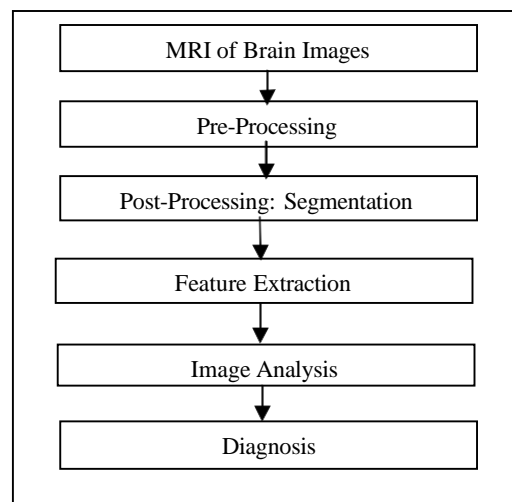 MRI of Brain Images
Pre-Processing
Post-Processing: Segmentation
Feature Extraction
Image Analysis
Diagnosis